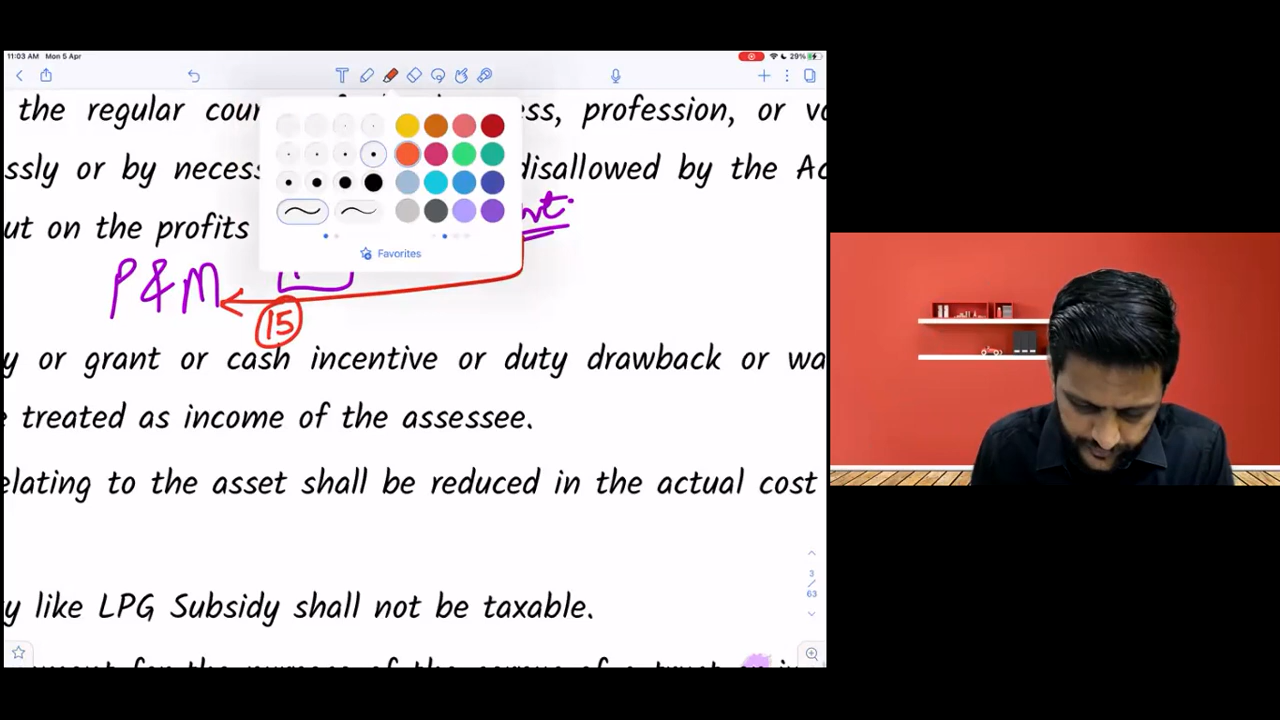 11:03 AM Mon 5 Apr
29%
the regular cour ess, profession, or vo
ssly or by necess disallowed by the Ac
ut on the profits nt.
Favorites
P & M
15
y or grant or cash incentive or duty drawback or wa
e treated as income of the assessee.
elating to the asset shall be reduced in the actual cost
3
/
63
y like LPG Subsidy shall not be taxable.